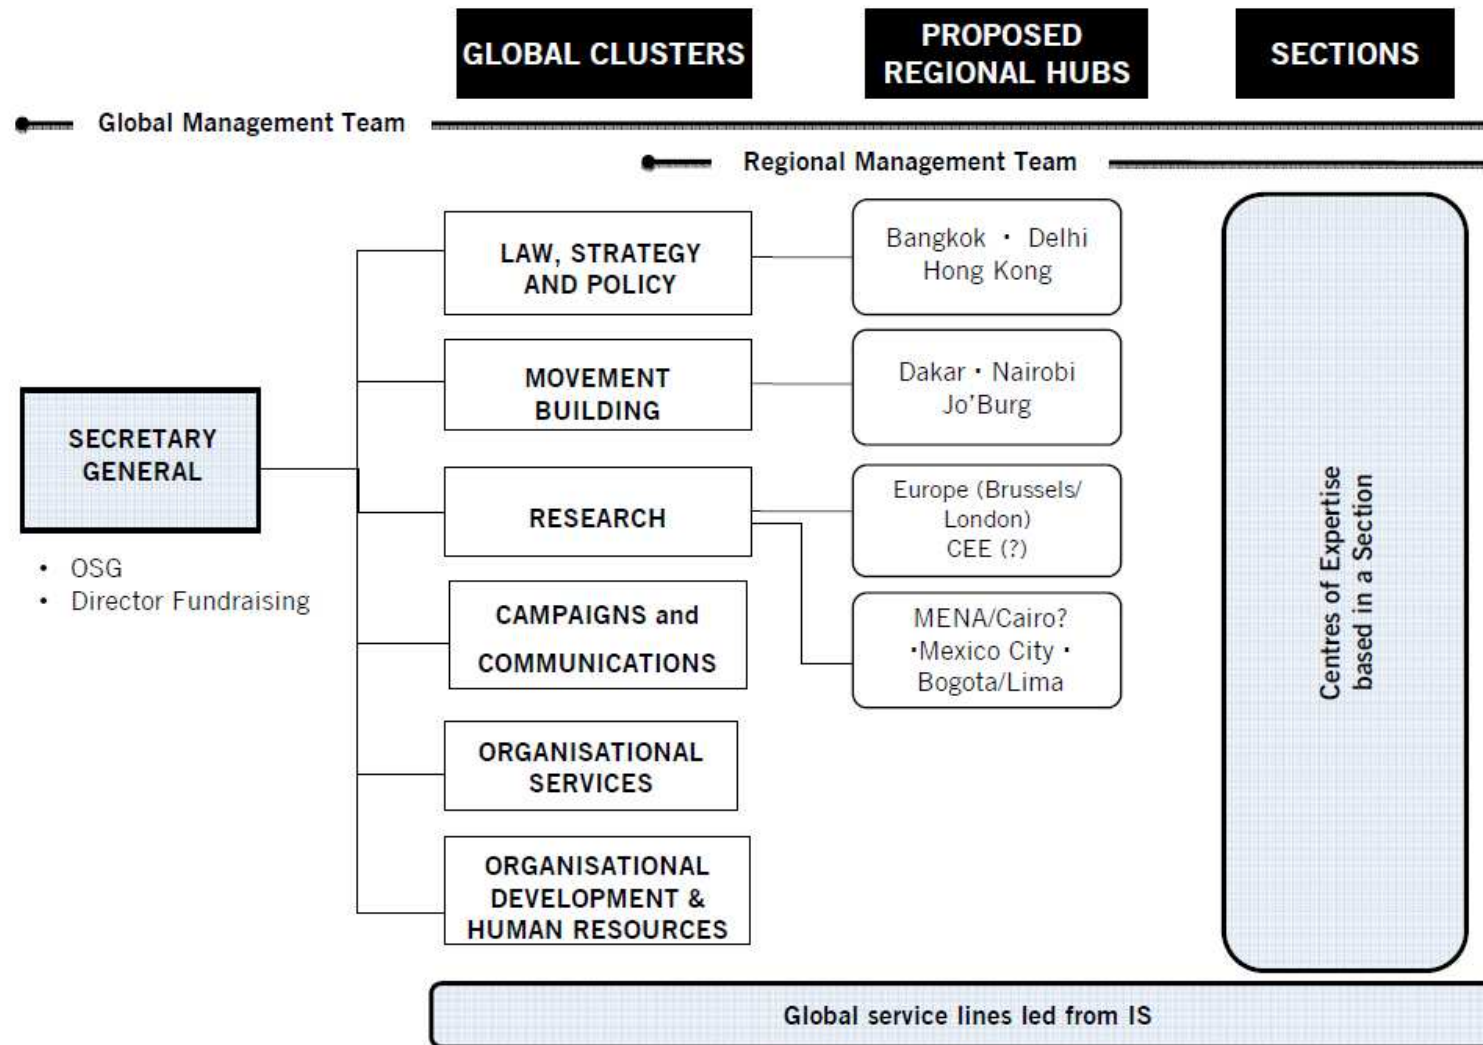 GLOBAL CLUSTERS
PROPOSED
REGIONAL HUBS
SECTIONS
Global Management Team
Regional Management Team
SECRETARY
GENERAL
• OSG
• Director Fundraising
LAW, STRATEGY
AND POLICY
MOVEMENT
BUILDING
RESEARCH
CAMPAIGNS and
COMMUNICATIONS
ORGANISATIONAL
SERVICES
ORGANISATIONAL
DEVELOPMENT &
HUMAN RESOURCES
Bangkok · Delhi
Hong Kong
Dakar · Nairobi
Jo'Burg
Europe (Brussels/
London)
CEE (?)
MENA/Cairo?
·Mexico City ·
Bogota/Lima
Centres of Expertise
based in a Section
Global service lines led from IS